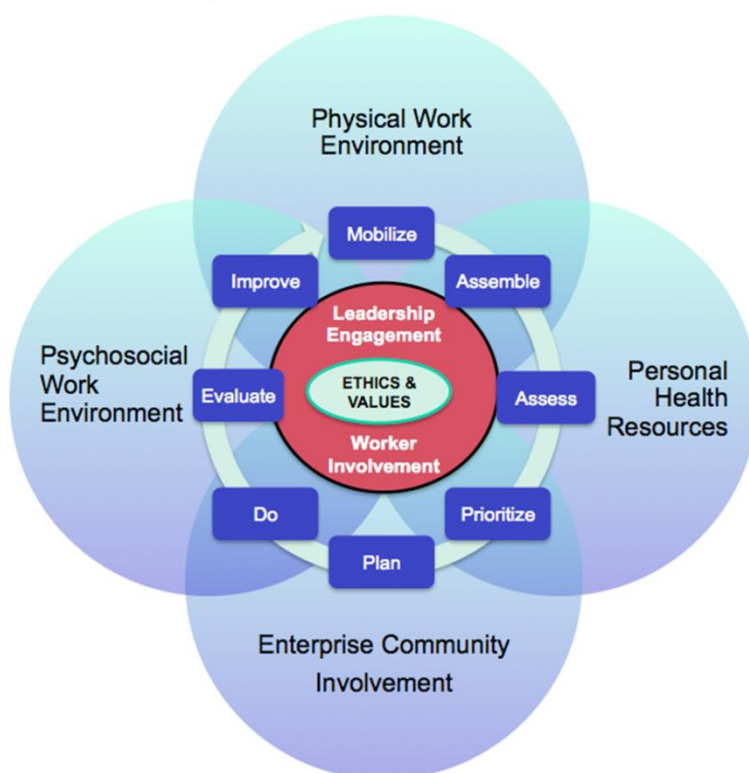 Physical Work
Environment
Mobilize
Improve
Assemble
Leadership
Engagement
Psychosocial
Work
Environment
Evaluate
ETHICS &
VALUES
Assess
Personal
Health
Resources
Worker
Involvement
Do
Prioritize
Plan
Enterprise Community
Involvement